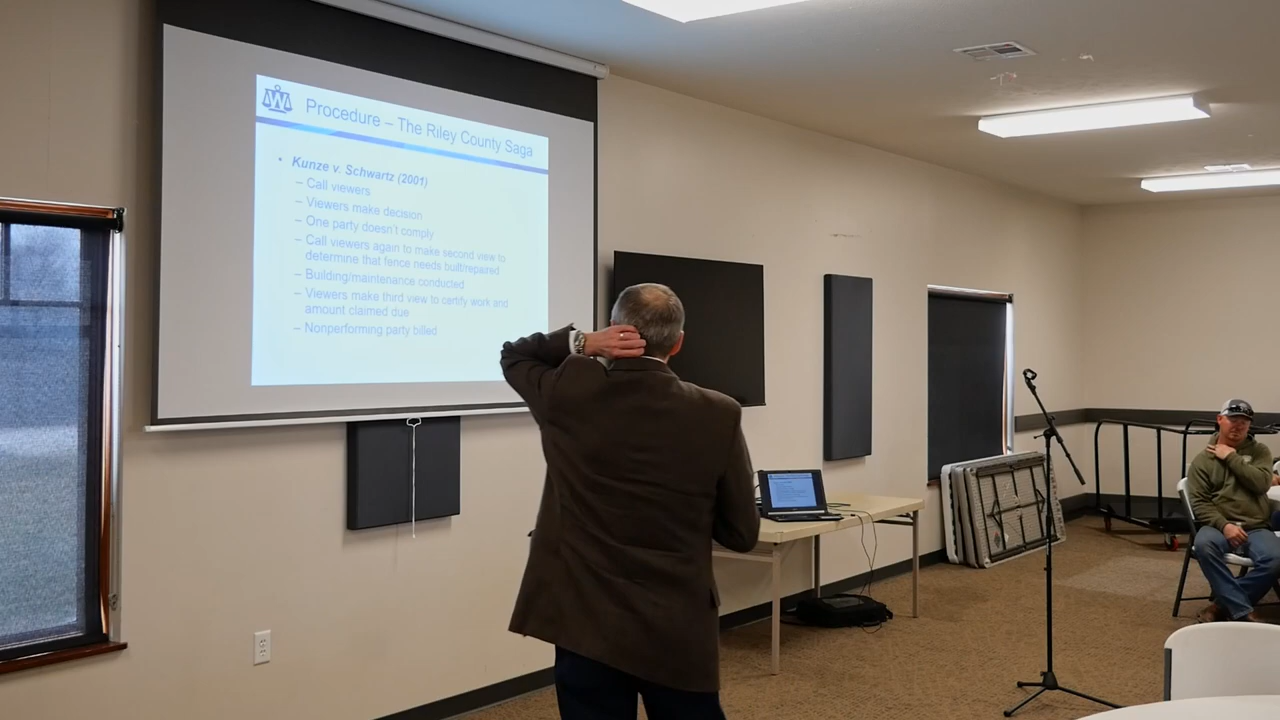 W
Procedure – The Riley County Saga
• Kunze v. Schwartz (2001)
– Call viewers
– Viewers make decision
– One party doesn't comply
– Call viewers again to make second view to
determine that fence needs built/repaired
– Building/maintenance conducted
– Viewers make third view to certify work and
amount claimed due
– Nonperforming party billed